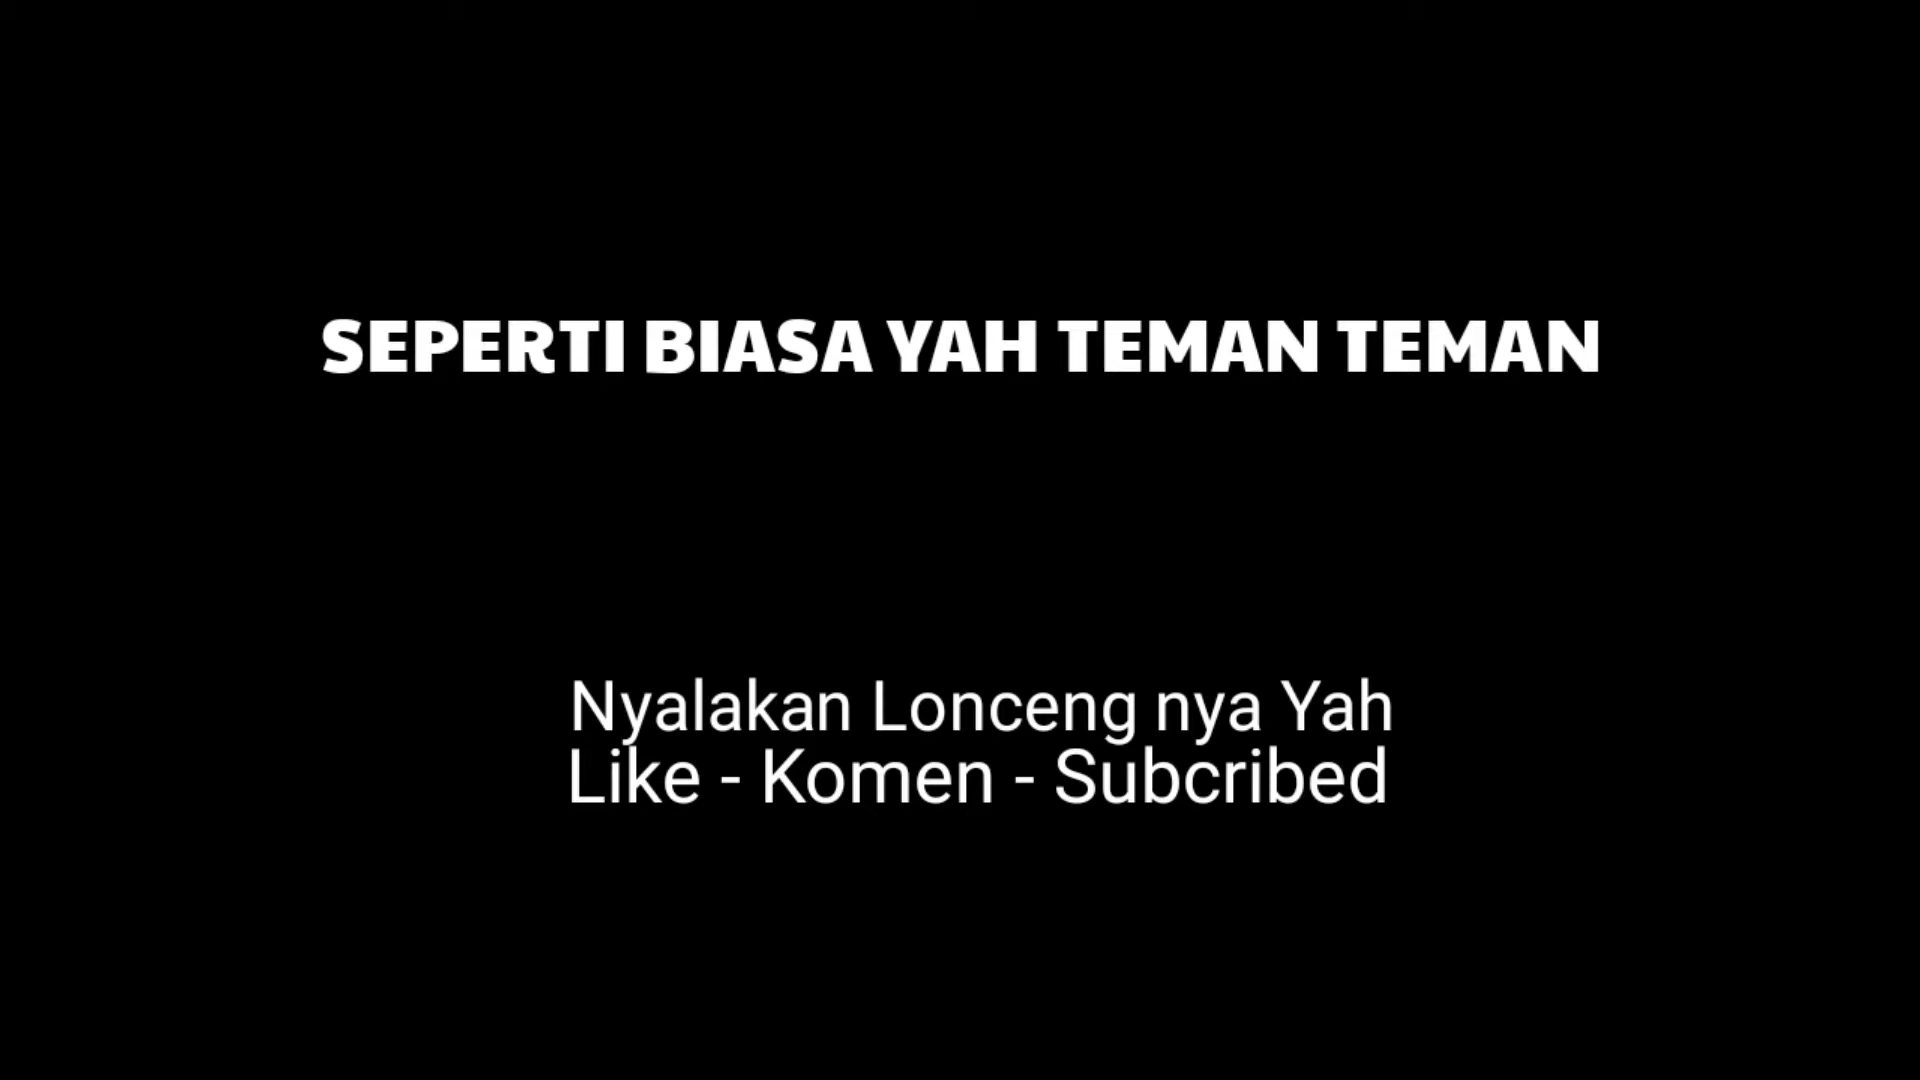 SEPERTI BIASA YAH TEMAN TEMAN
Nyalakan Lonceng nya Yah
Like - Komen - Subcribed